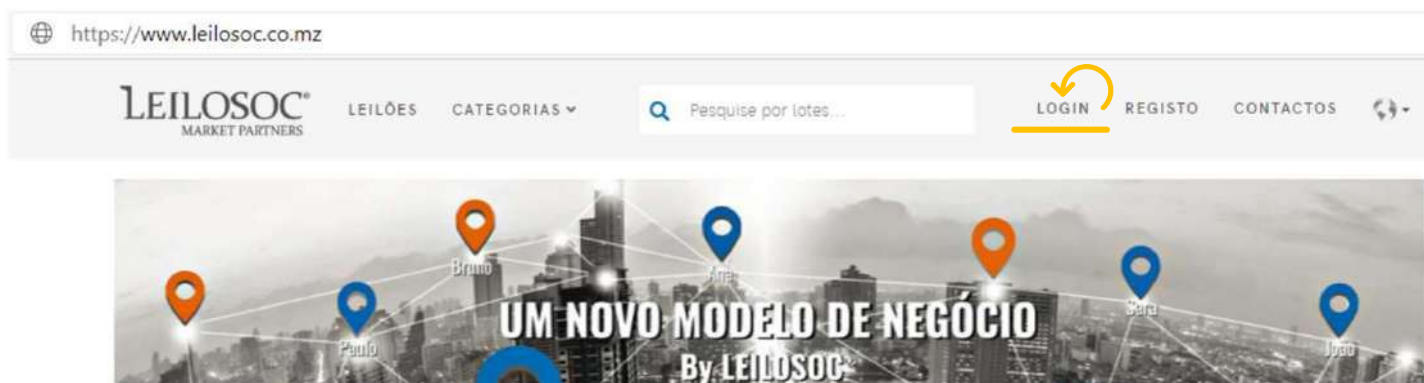 https://www.leilosoc.co.mz
LEILOSOC® LEILÕES CATEGORIAS Pesquise por lotes... LOGIN REGISTO CONTACTOS
MARKET PARTNERS
Bruno Ana Sara
Paulo João
UM NOVO MODELO DE NEGÓCIO
By LEILOSOC